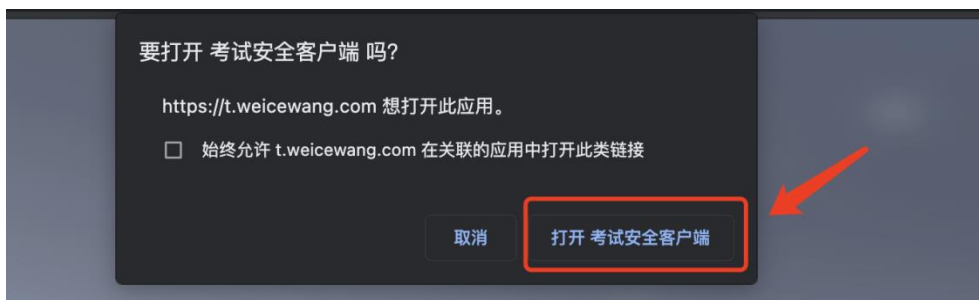 要打开 考试安全客户端 吗?
https://t.weicewang.com 想打开此应用。
始终允许 t.weicewang.com 在关联的应用中打开此类链接
取消 打开 考试安全客户端